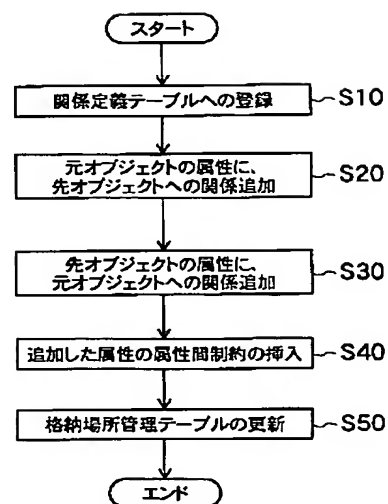 スタート
関係定義テーブルへの登録
S10
元オブジェクトの属性に、
先オブジェクトへの関係追加
S20
先オブジェクトの属性に、
元オブジェクトへの関係追加
S30
追加した属性の属性間制約の挿入
S40
格納場所管理テーブルの更新
S50
エンド